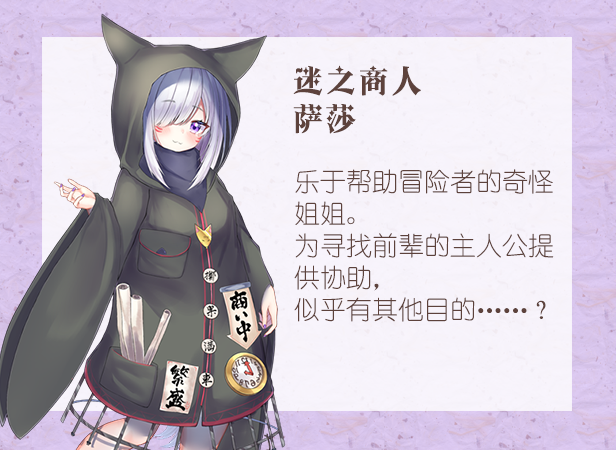 迷之商人
萨莎
乐于帮助冒险者的奇怪
姐姐。
为寻找前辈的主人公提
供协助，
似乎有其他目的……？
商い中
繁盛